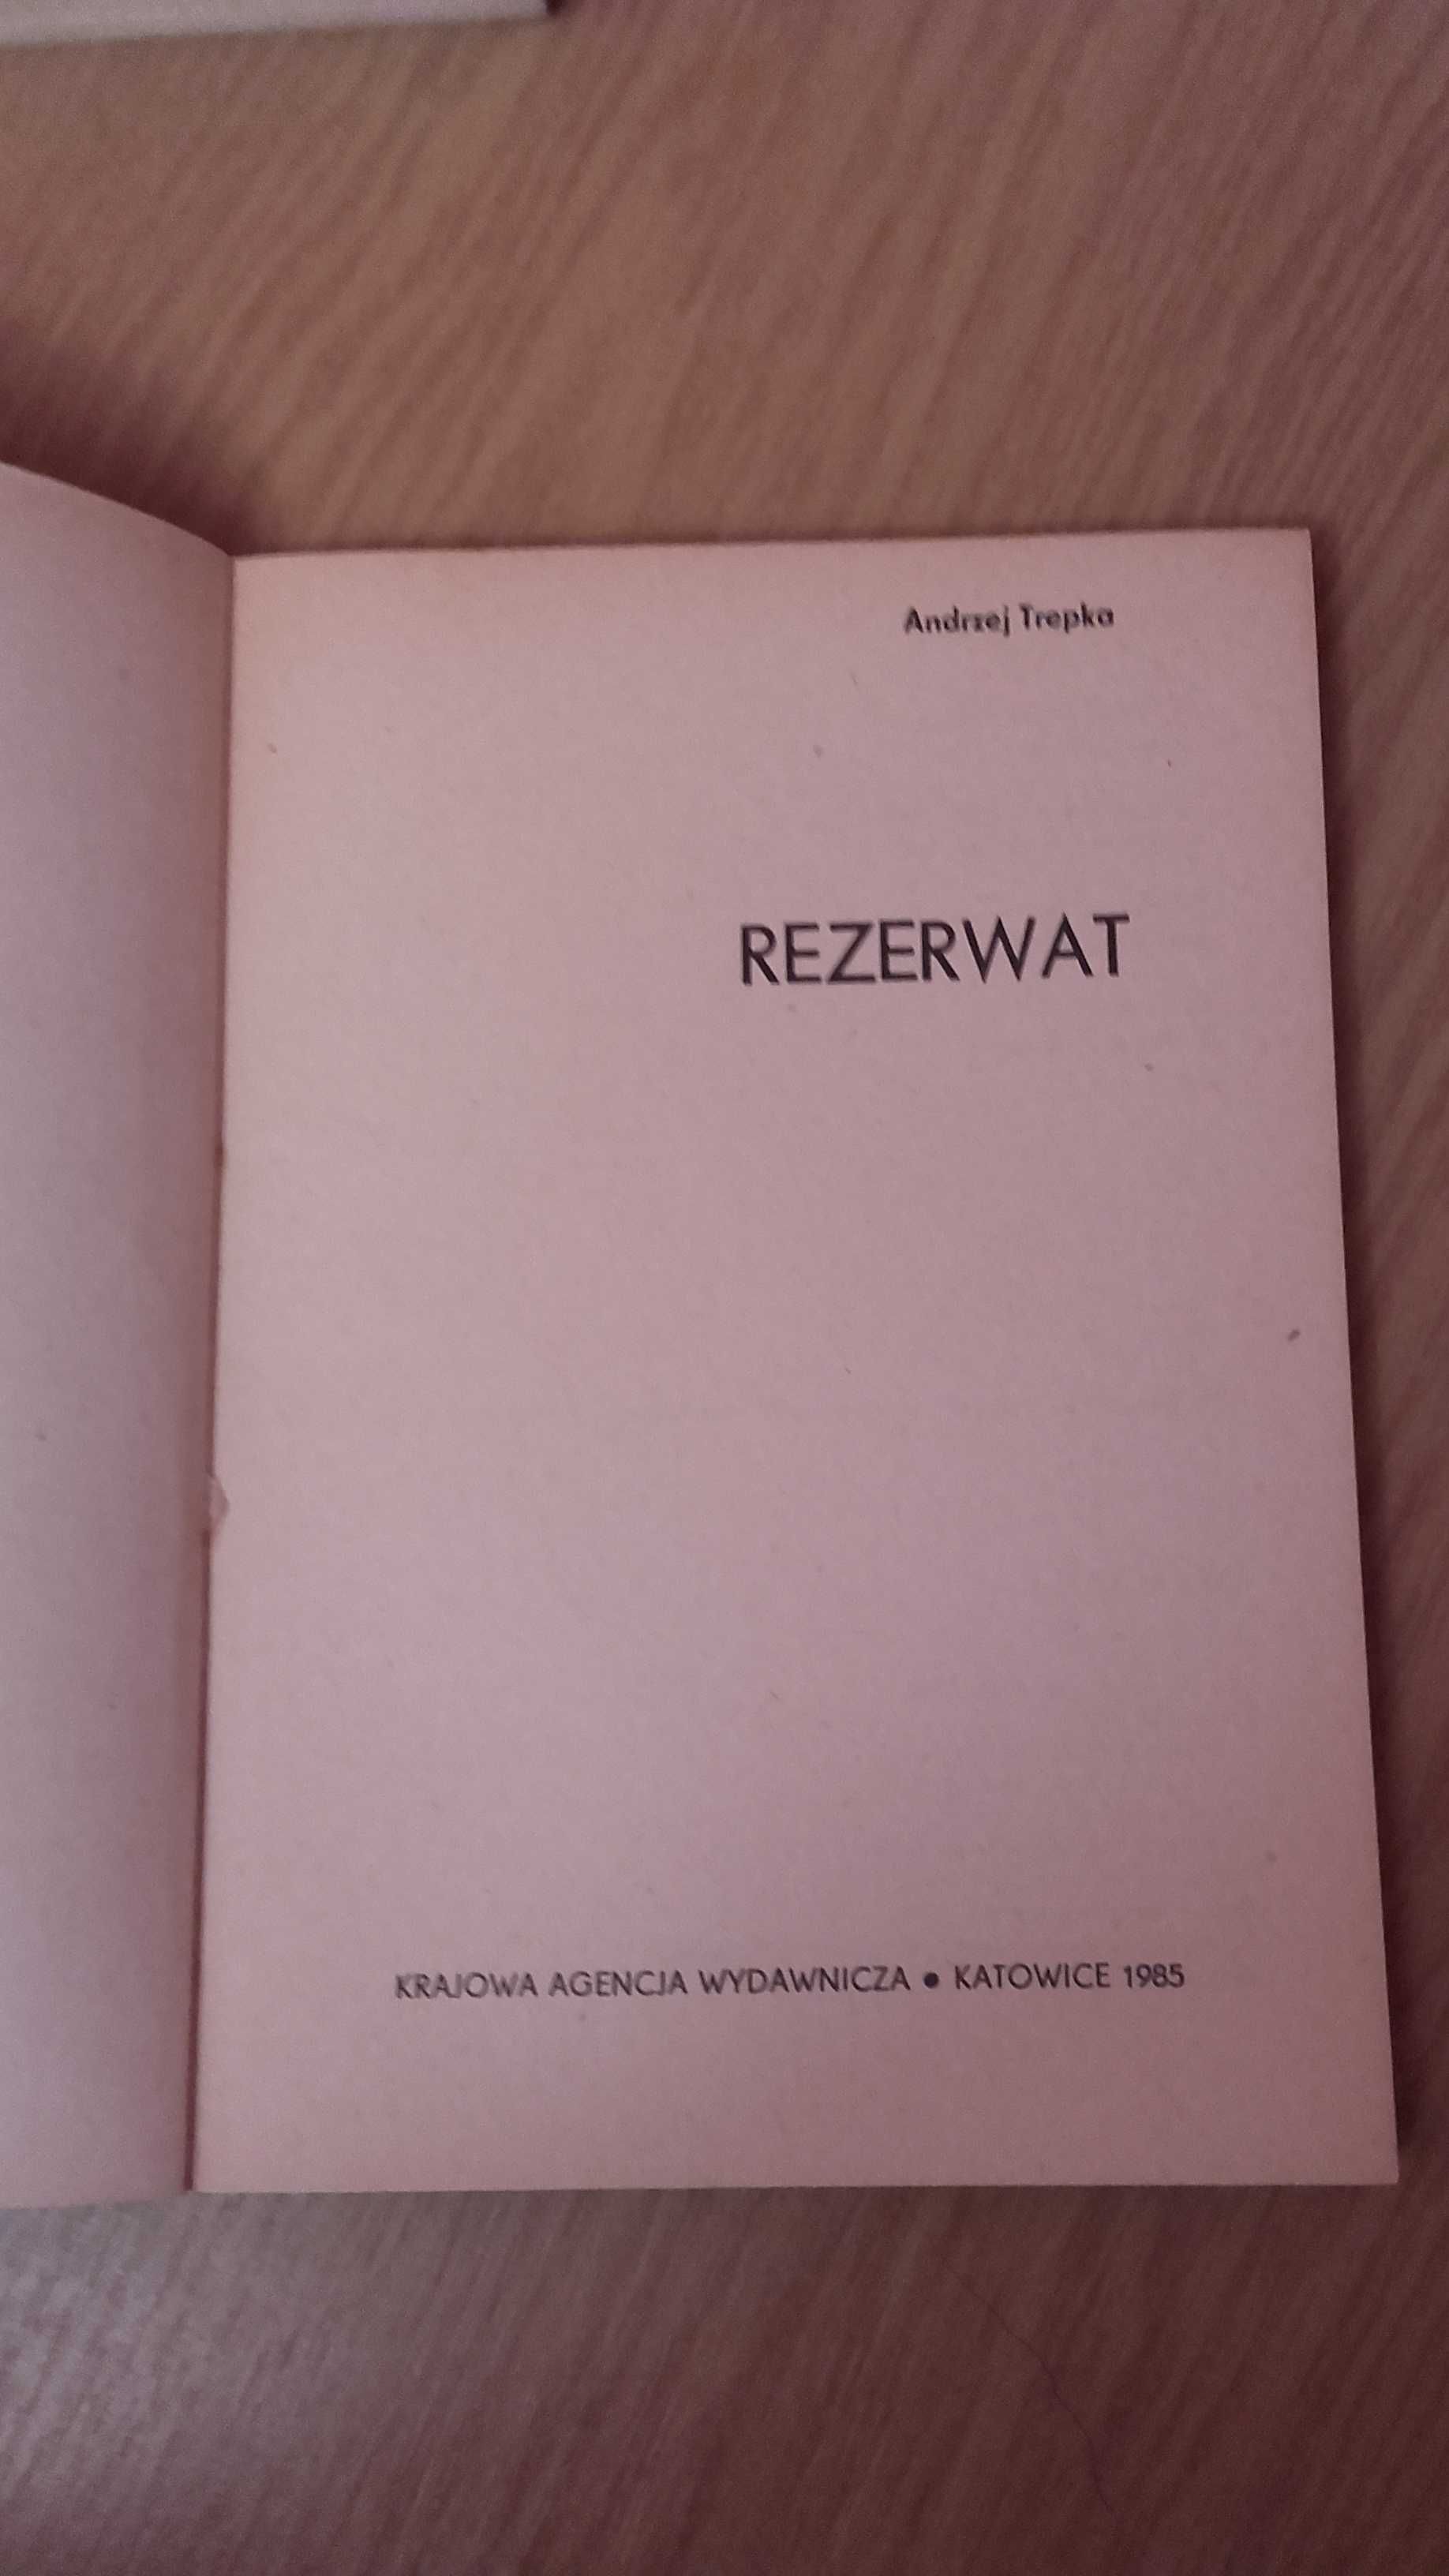 Andrzej Trepka
REZERWAT
KRAJOWA AGENCJA WYDAWNICZA ● KATOWICE 1985